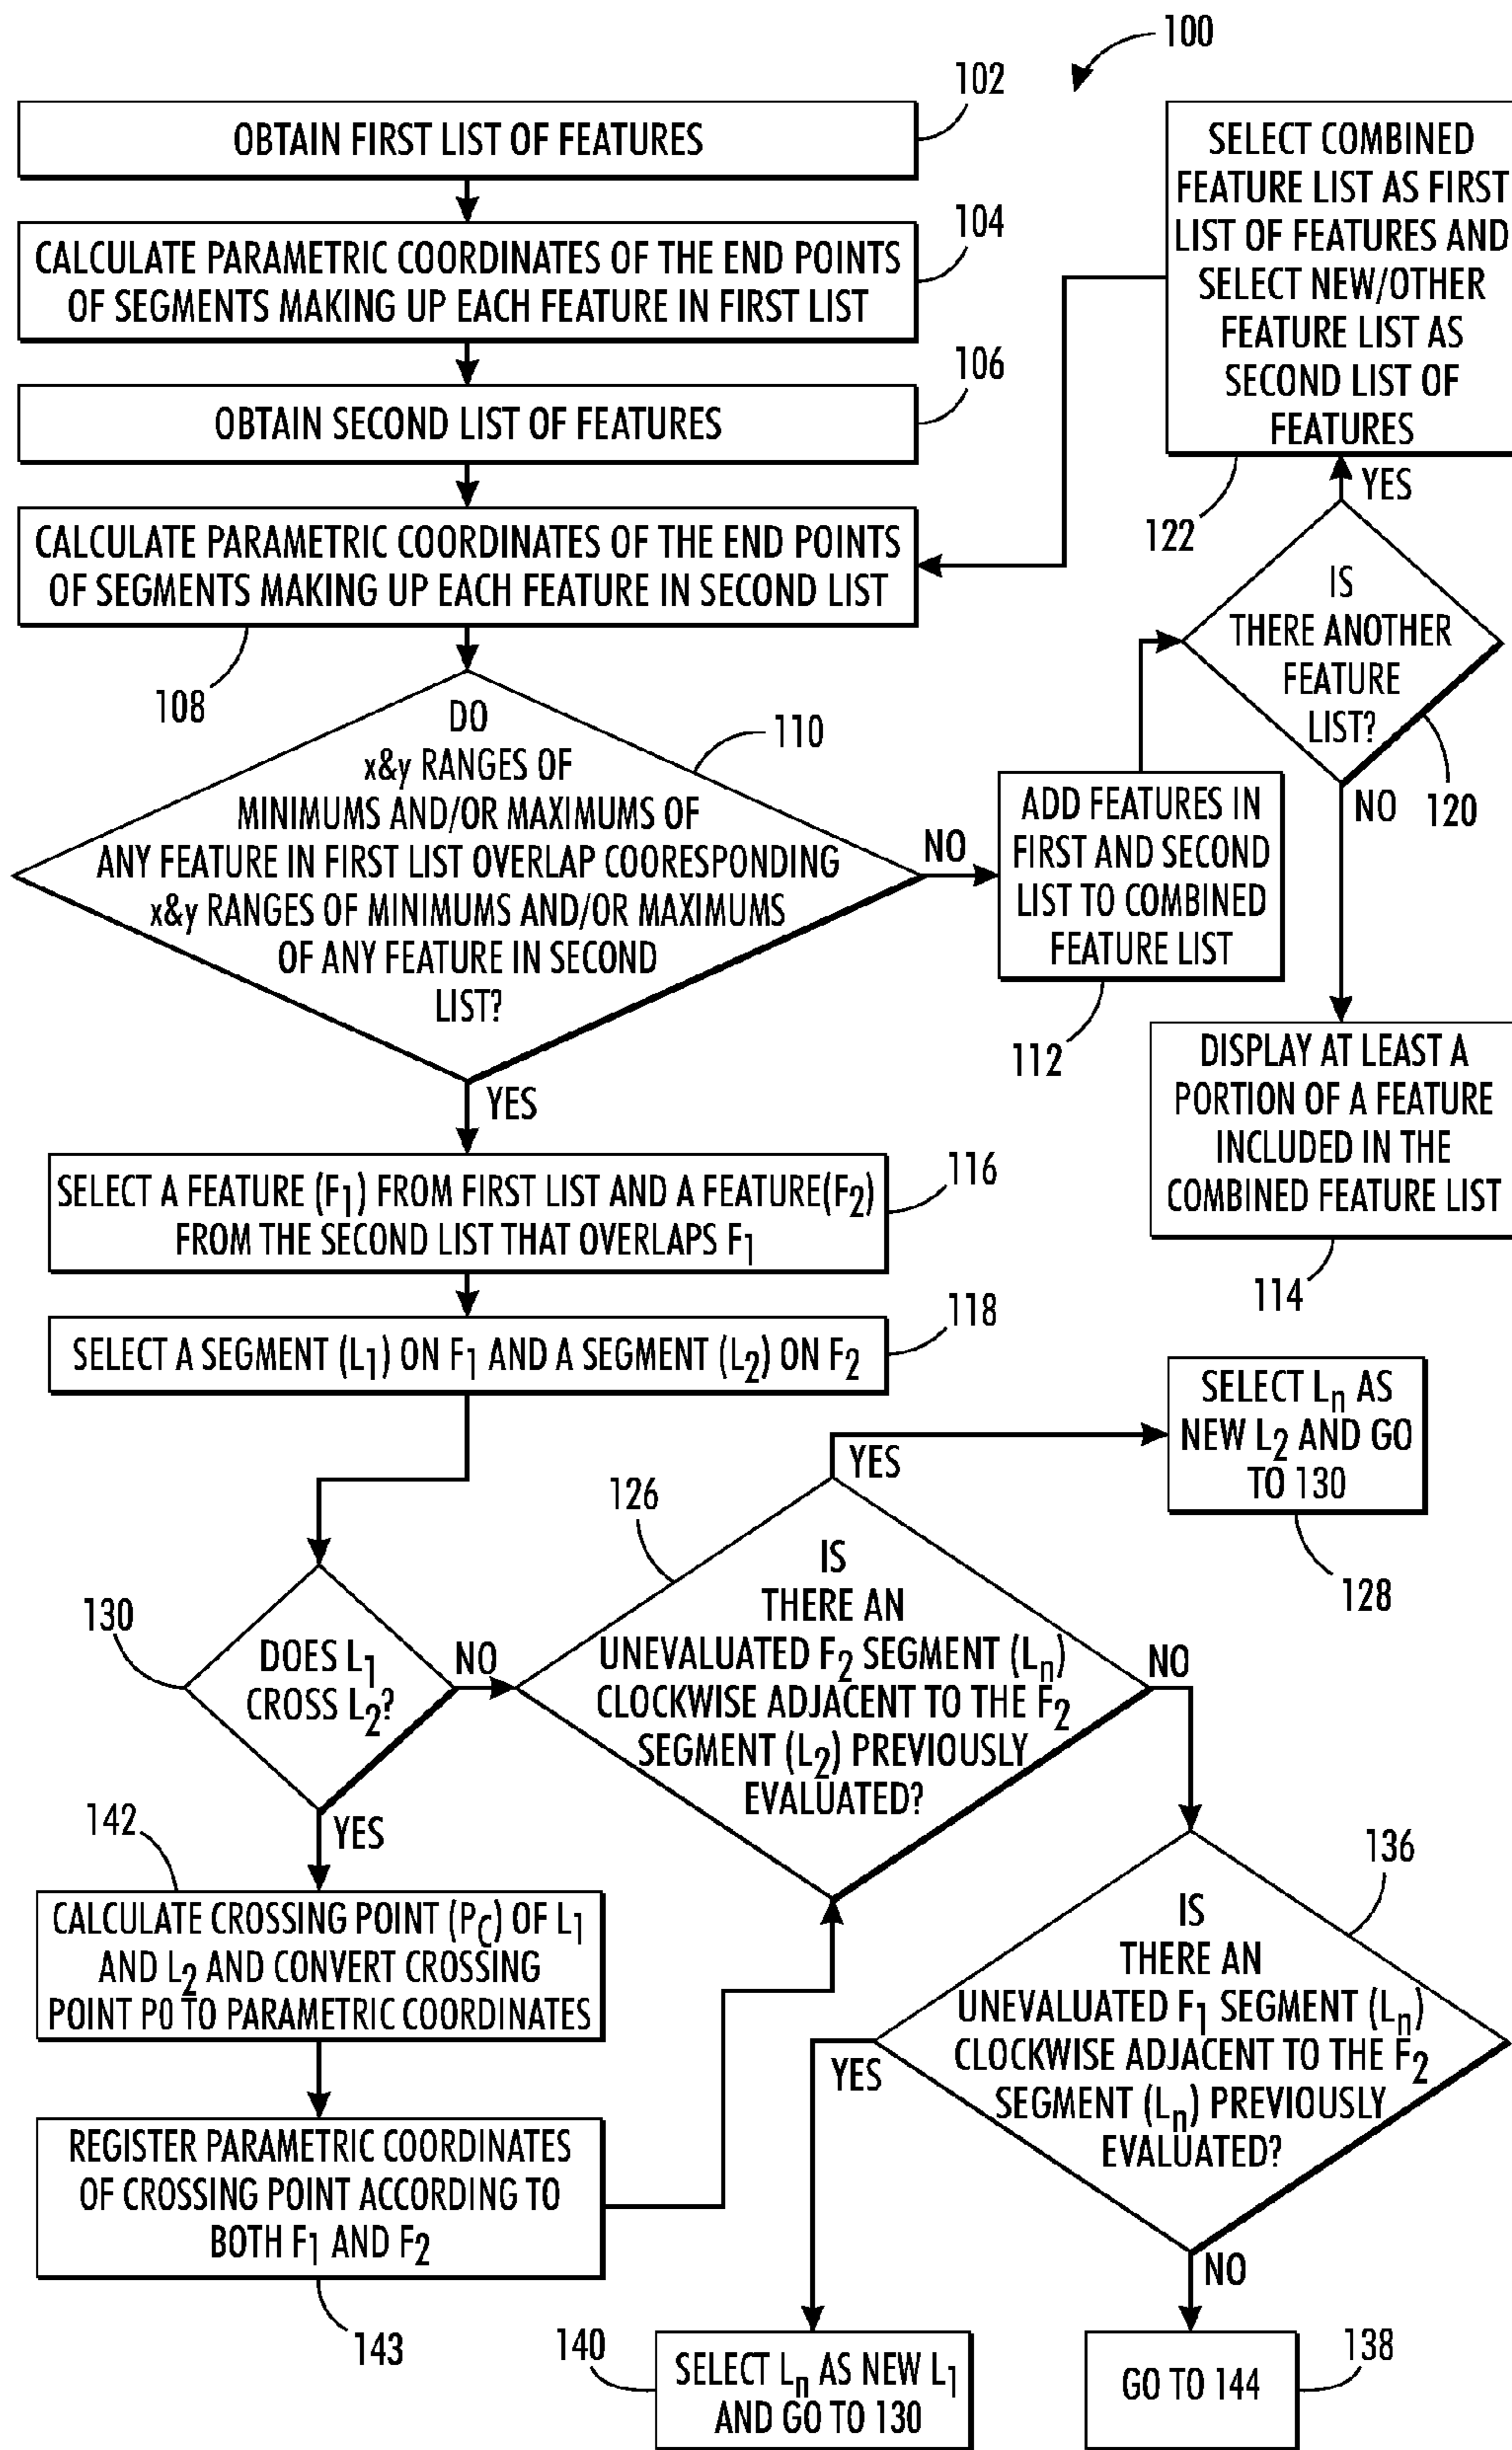 100
102
OBTAIN FIRST LIST OF FEATURES
104
CALCULATE PARAMETRIC COORDINATES OF THE END POINTS
OF SEGMENTS MAKING UP EACH FEATURE IN FIRST LIST
106
OBTAIN SECOND LIST OF FEATURES
CALCULATE PARAMETRIC COORDINATES OF THE END POINTS
OF SEGMENTS MAKING UP EACH FEATURE IN SECOND LIST
108
DO
x&y RANGES OF
MINIMUMS AND/OR MAXIMUMS OF
ANY FEATURE IN FIRST LIST OVERLAP COORESPONDING
x&y RANGES OF MINIMUMS AND/OR MAXIMUMS
OF ANY FEATURE IN SECOND
LIST?
110
NO
YES
ADD FEATURES IN
FIRST AND SECOND
LIST TO COMBINED
FEATURE LIST
112
SELECT COMBINED
FEATURE LIST AS FIRST
LIST OF FEATURES AND
SELECT NEW/OTHER
FEATURE LIST AS
SECOND LIST OF
FEATURES
122
YES
IS
THERE ANOTHER
FEATURE
LIST?
NO
120
DISPLAY AT LEAST A
PORTION OF A FEATURE
INCLUDED IN THE
COMBINED FEATURE LIST
114
116
SELECT A FEATURE (F1) FROM FIRST LIST AND A FEATURE(F2)
FROM THE SECOND LIST THAT OVERLAPS F1
118
SELECT A SEGMENT (L1) ON F1 AND A SEGMENT (L2) ON F2
SELECT Ln AS
NEW L2 AND GO
TO 130
128
YES
126
IS
THERE AN
UNEVALUATED F2 SEGMENT (Ln)
CLOCKWISE ADJACENT TO THE F2
SEGMENT (L2) PREVIOUSLY
EVALUATED?
NO
130
DOES L1
CROSS L2?
NO
YES
142
CALCULATE CROSSING POINT (PC) OF L1
AND L2 AND CONVERT CROSSING
POINT P0 TO PARAMETRIC COORDINATES
REGISTER PARAMETRIC COORDINATES
OF CROSSING POINT ACCORDING TO
BOTH F1 AND F2
143
136
IS
THERE AN
UNEVALUATED F1 SEGMENT (Ln)
CLOCKWISE ADJACENT TO THE F2
SEGMENT (Ln) PREVIOUSLY
EVALUATED?
YES
NO
140
SELECT Ln AS NEW L1
AND GO TO 130
GO TO 144
138